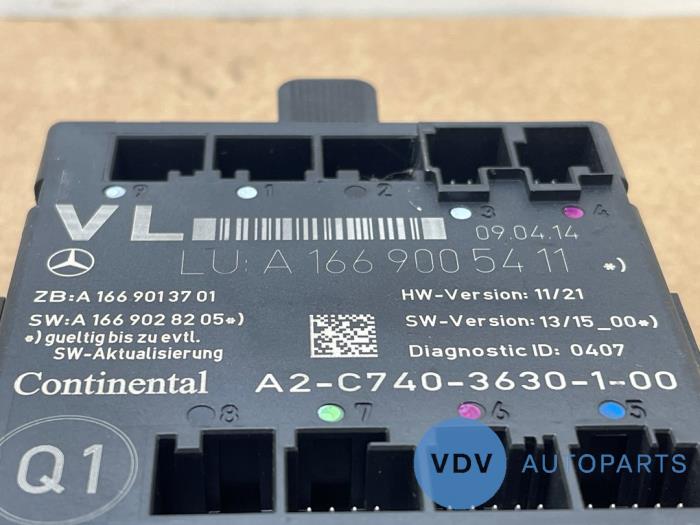 9 1 2 3 4
VL 09.04.14
LU: A 166 900 54 11 *)
ZB:A 166 901 37 01 HW-Version: 11/21
SW:A 166 902 82 05*) SW-Version: 13/15_00*)
*) gueltig bis zu evtl.
SW-Aktualisierung Diagnostic ID: 0407
Continental A2-C740-3630-1-00
8 7 6 5
Q1
VDV AUTOPARTS